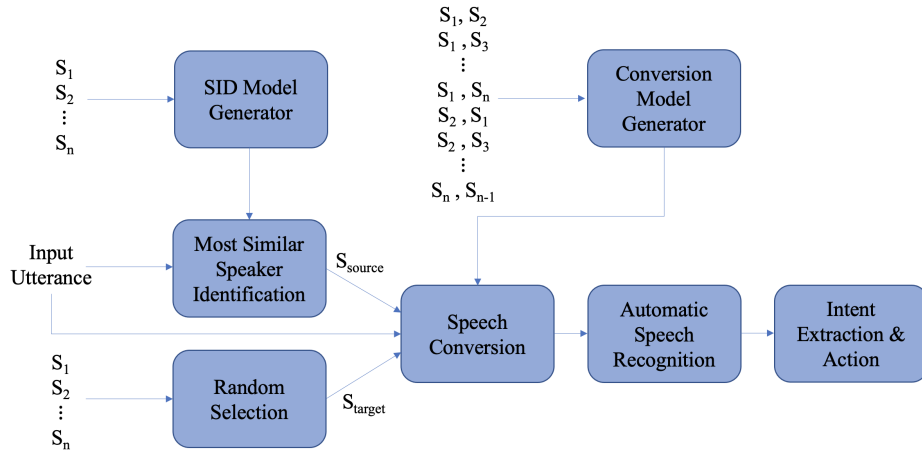 S₁
S₂
⋮
Sₙ
SID Model
Generator
S₁, S₂
S₁ , S₃
⋮
S₁ , Sₙ
S₂ , S₁
S₂ , S₃
⋮
Sₙ , Sₙ₋₁
Conversion
Model
Generator
Input
Utterance
Most Similar
Speaker
Identification
S_source
S₁
S₂
⋮
Sₙ
Random
Selection
S_target
Speech
Conversion
Automatic
Speech
Recognition
Intent
Extraction &
Action